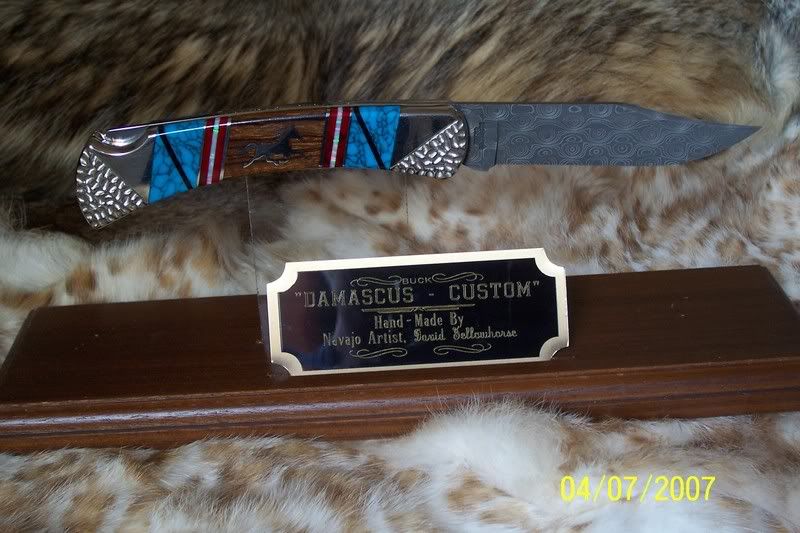 BUCK
"DAMASCUS - CUSTOM"
Hand-Made By
Navajo Artist, David Yellowhorse
04/07/2007